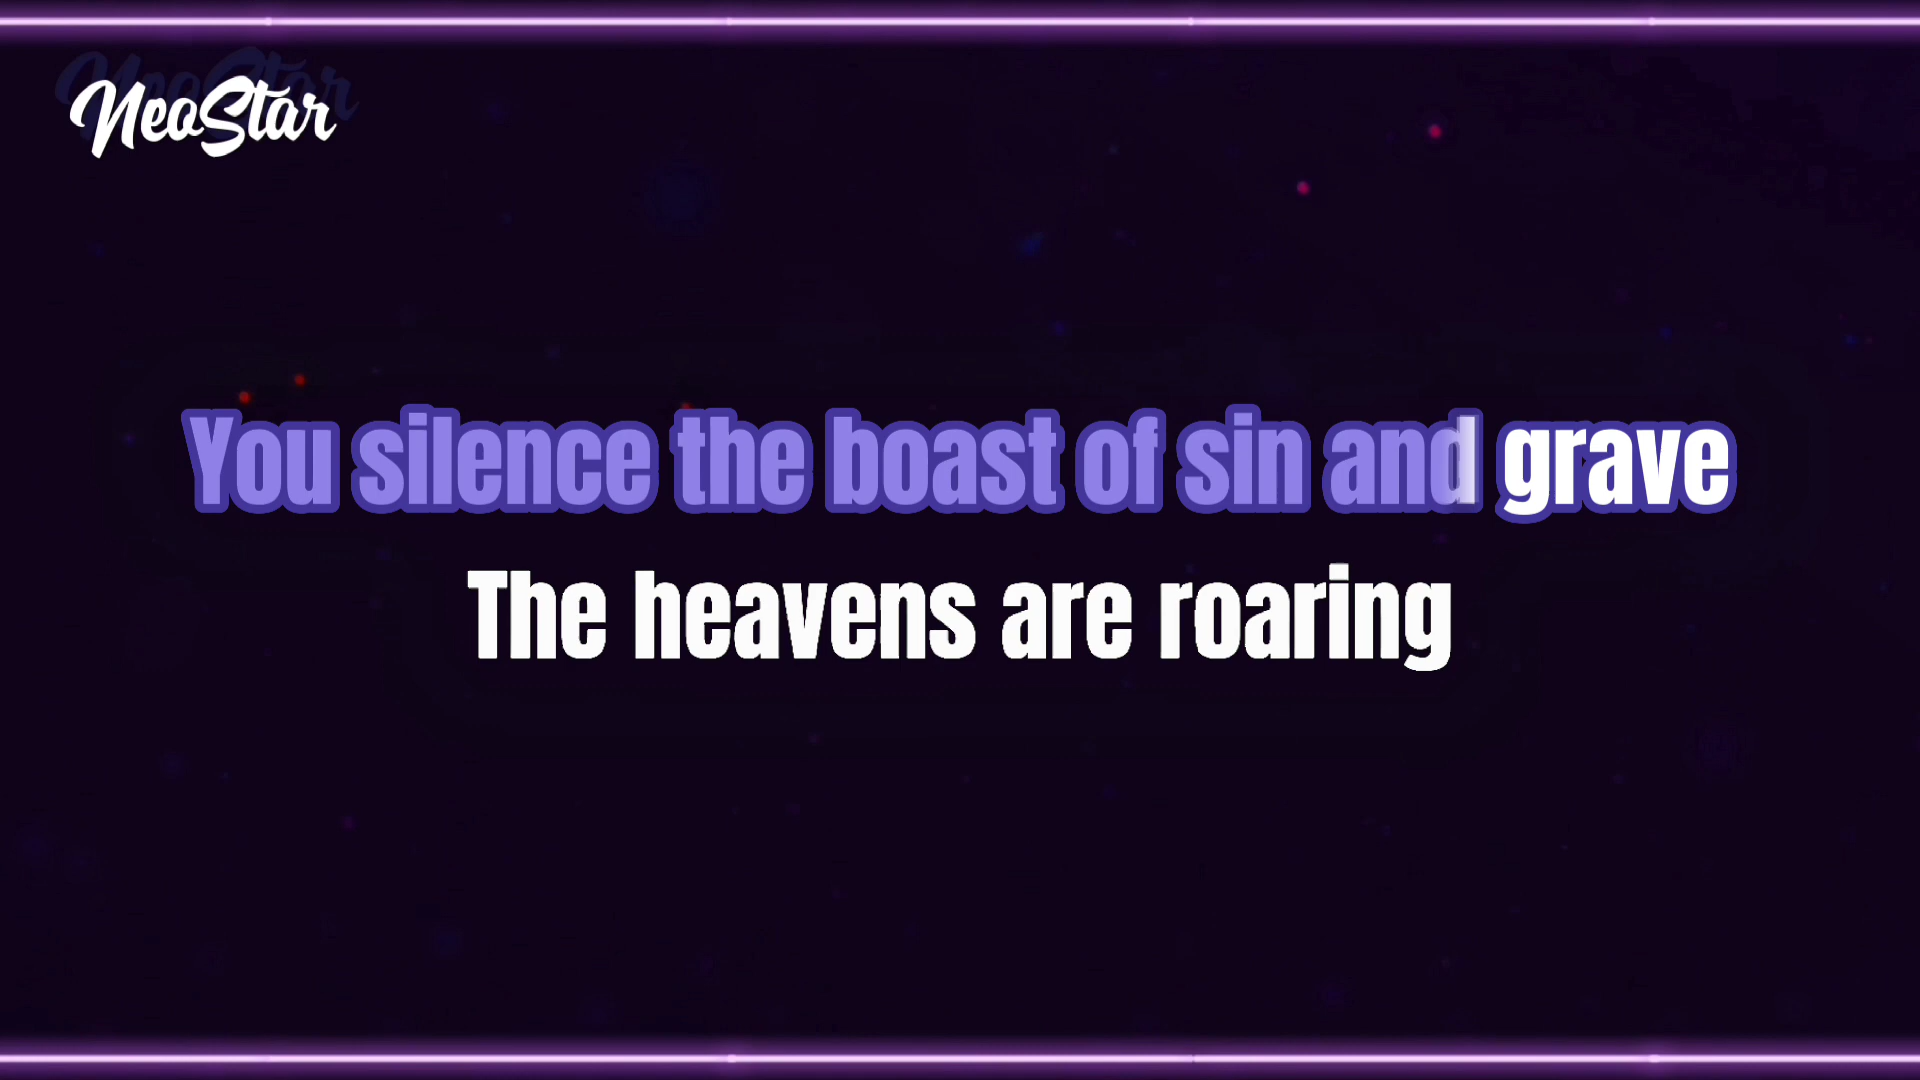 NeoStar
You silence the boast of sin and grave
The heavens are roaring